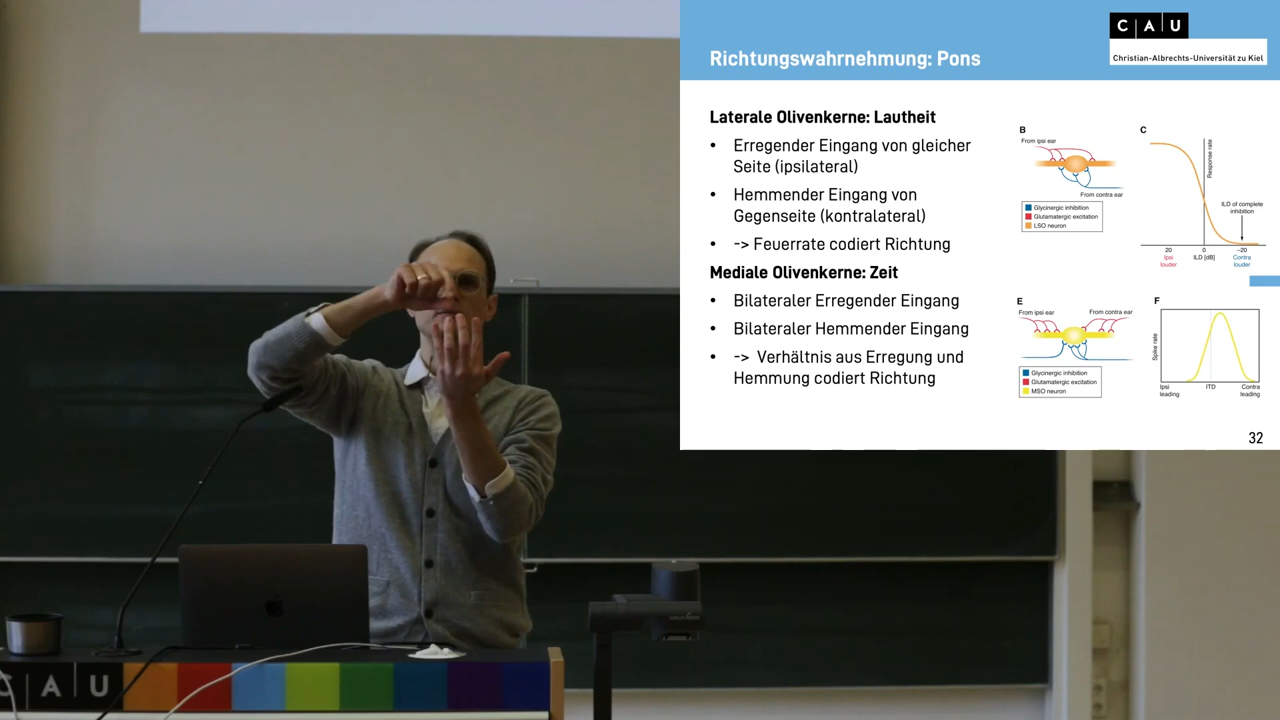 CAU
Christian-Albrechts-Universität zu Kiel
Richtungswahrnehmung: Pons
Laterale Olivenkerne: Lautheit
• Erregender Eingang von gleicher
Seite (ipsilateral)
• Hemmender Eingang von
Gegenseite (kontralateral)
• -> Feuerrate codiert Richtung
Mediale Olivenkerne: Zeit
• Bilateraler Erregender Eingang
• Bilateraler Hemmender Eingang
• -> Verhältnis aus Erregung und
Hemmung codiert Richtung
B
From ipsi ear
From contra ear
Glycinergic inhibition
Glutamatergic excitation
LSO neuron
C
Response rate
ILD of complete
inhibition
20 0 -20
Ipsi
louder
ILD [dB]
Contra
louder
E
From ipsi ear From contra ear
Glycinergic inhibition
Glutamatergic excitation
MSO neuron
F
Spike rate
Ipsi
leading
ITD
Contra
leading
32
CAU